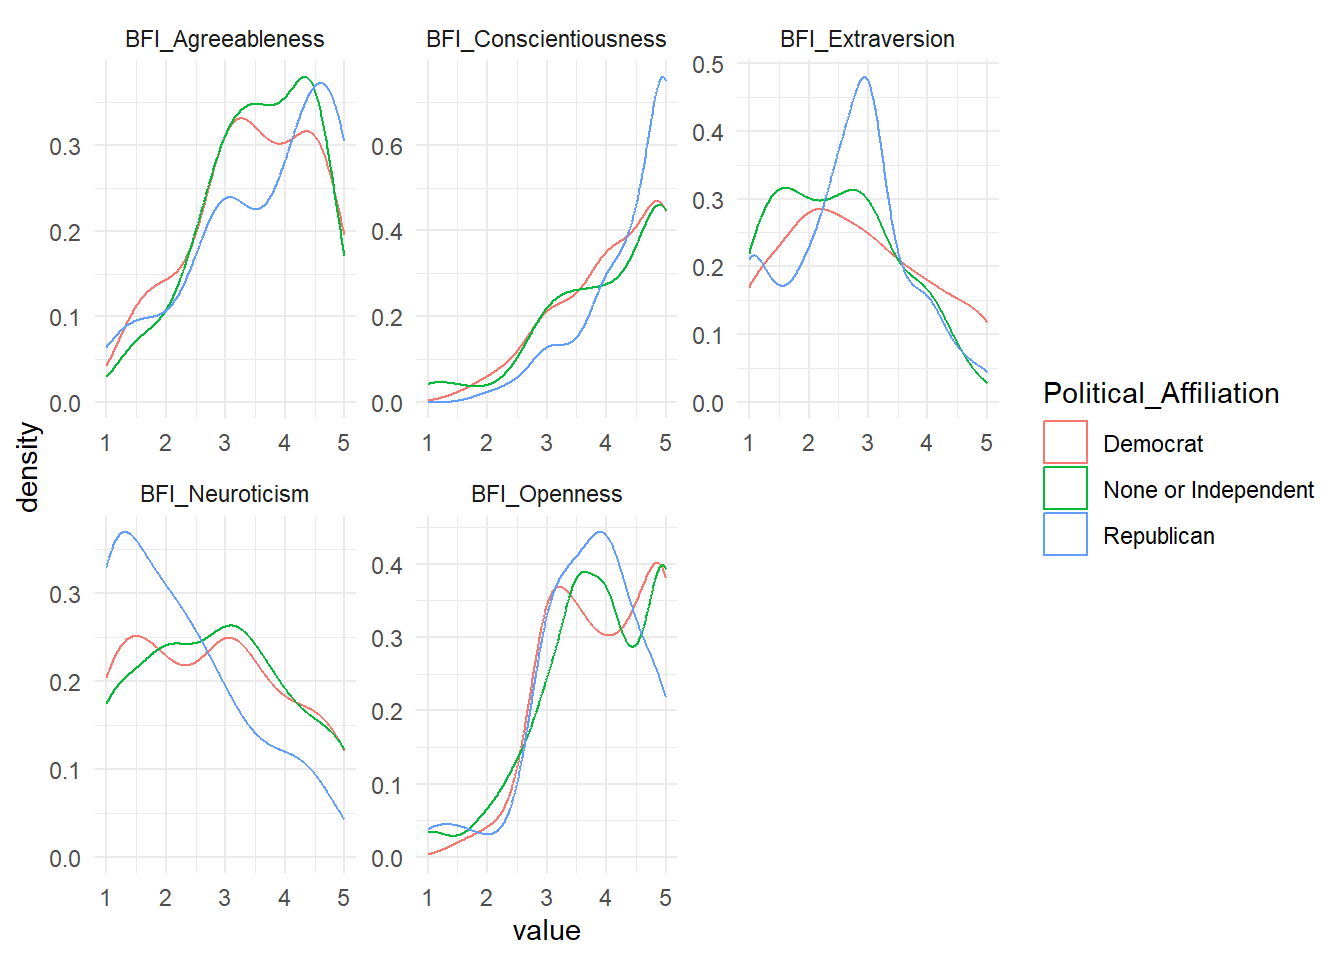 BFI_Agreeableness BFI_Conscientiousness BFI_Extraversion
0.3
0.2
0.1
0.0
0.6
0.4
0.2
0.0
0.5
0.4
0.3
0.2
0.1
0.0
1 2 3 4 5
1 2 3 4 5
1 2 3 4 5
BFI_Neuroticism BFI_Openness
0.3
0.2
0.1
0.0
0.4
0.3
0.2
0.1
0.0
1 2 3 4 5
1 2 3 4 5
density
value
Political_Affiliation
Democrat
None or Independent
Republican